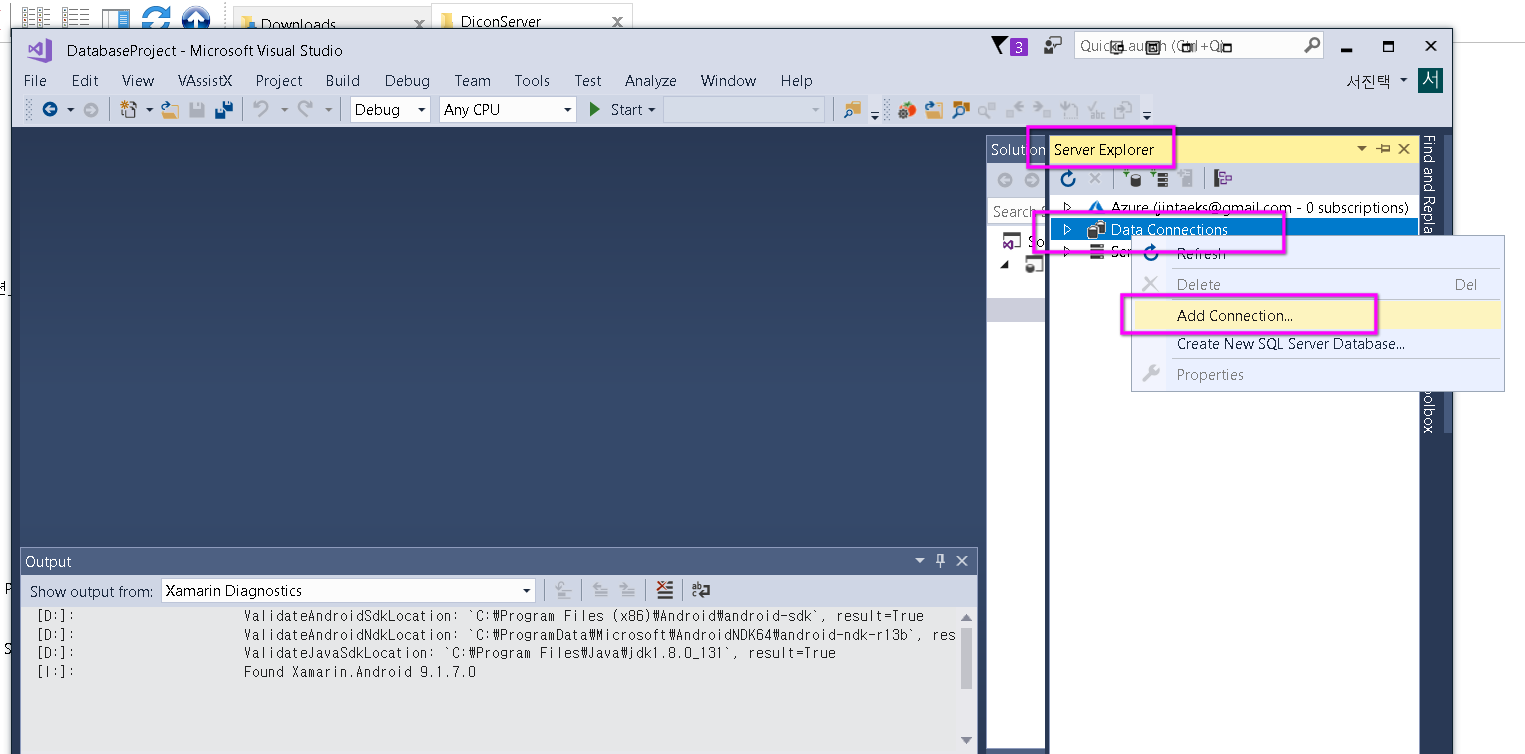 Downloads
DiconServer
DatabaseProject - Microsoft Visual Studio
3
Quick Launch (Ctrl+Q)
File Edit View VAssistX Project Build Debug Team Tools Test Analyze Window Help
서진택
서
Debug
Any CPU
Start
Solution
Server Explorer
Find and Repla
Search S
Azure (jintaeks@gmail.com - 0 subscriptions)
Data Connections
So
Ser
Refresh
Delete Del
Add Connection...
Create New SQL Server Database...
Properties
oolbox
Output
Show output from: Xamarin Diagnostics
[D:]: ValidateAndroidSdkLocation: `C:₩Program Files (x86)₩Android₩android-sdk`, result=True
[D:]: ValidateAndroidNdkLocation: `C:₩ProgramData₩Microsoft₩AndroidNDK64₩android-ndk-r13b`, res
[D:]: ValidateJavaSdkLocation: `C:₩Program Files₩Java₩jdk1.8.0_131`, result=True
[I:]: Found Xamarin.Android 9.1.7.0